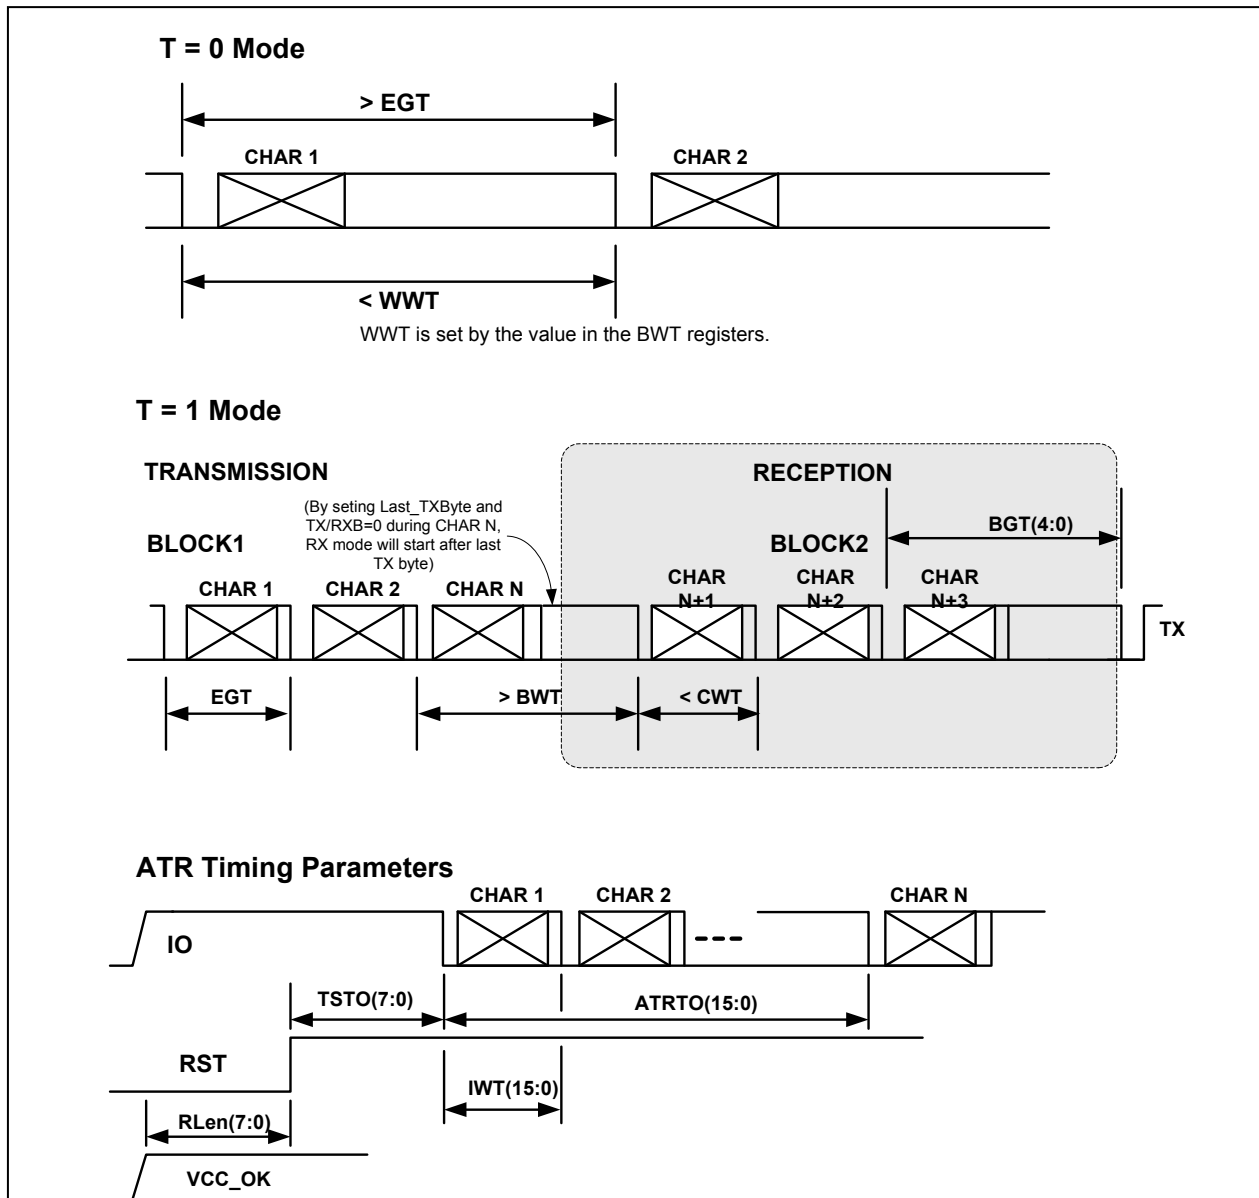 T = 0 Mode
> EGT
CHAR 1
CHAR 2
< WWT
WWT is set by the value in the BWT registers.
T = 1 Mode
TRANSMISSION
RECEPTION
(By seting Last_TXByte and
TX/RXB=0 during CHAR N,
RX mode will start after last
TX byte)
BGT(4:0)
BLOCK1
BLOCK2
CHAR 1
CHAR 2
CHAR N
CHAR
N+1
CHAR
N+2
CHAR
N+3
TX
EGT
> BWT
< CWT
ATR Timing Parameters
CHAR 1
CHAR 2
CHAR N
IO
TSTO(7:0)
ATRTO(15:0)
RST
IWT(15:0)
RLen(7:0)
VCC_OK